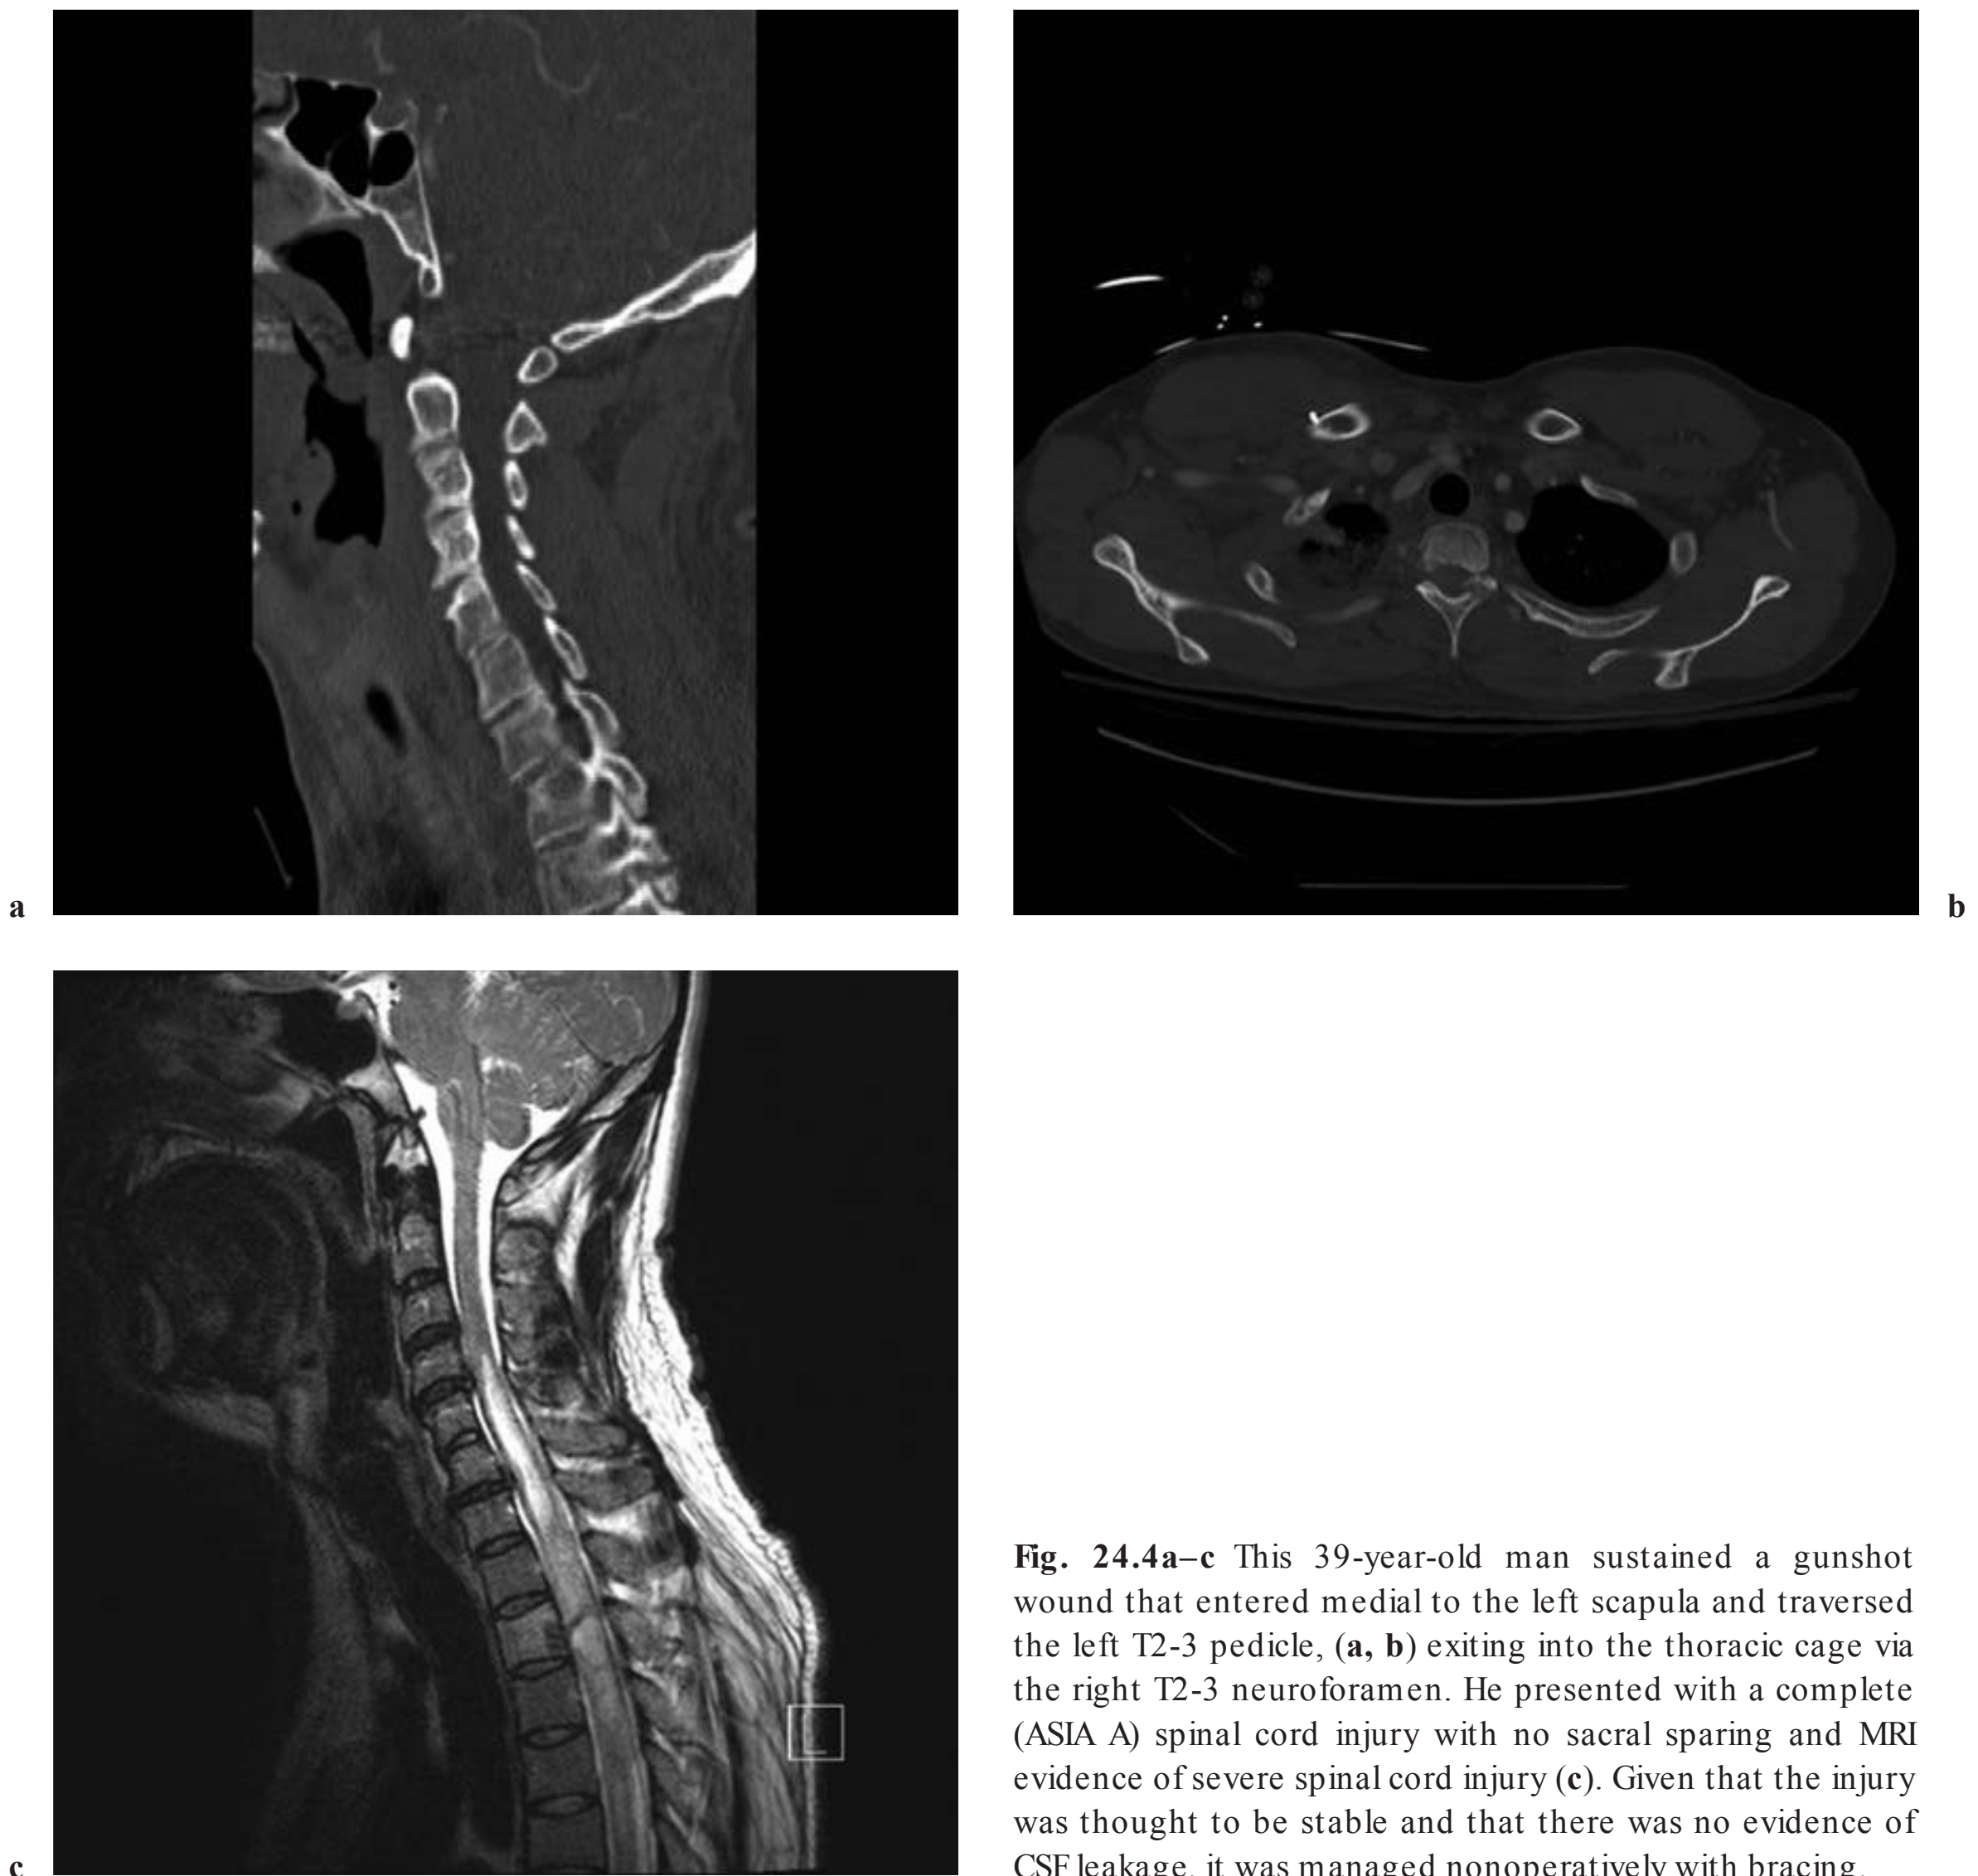 a
b
L
c
Fig. 24.4a–c This 39-year-old man sustained a gunshot
wound that entered medial to the left scapula and traversed
the left T2-3 pedicle, (a, b) exiting into the thoracic cage via
the right T2-3 neuroforamen. He presented with a complete
(ASIA A) spinal cord injury with no sacral sparing and MRI
evidence of severe spinal cord injury (c). Given that the injury
was thought to be stable and that there was no evidence of
CSF leakage, it was managed nonoperatively with bracing.